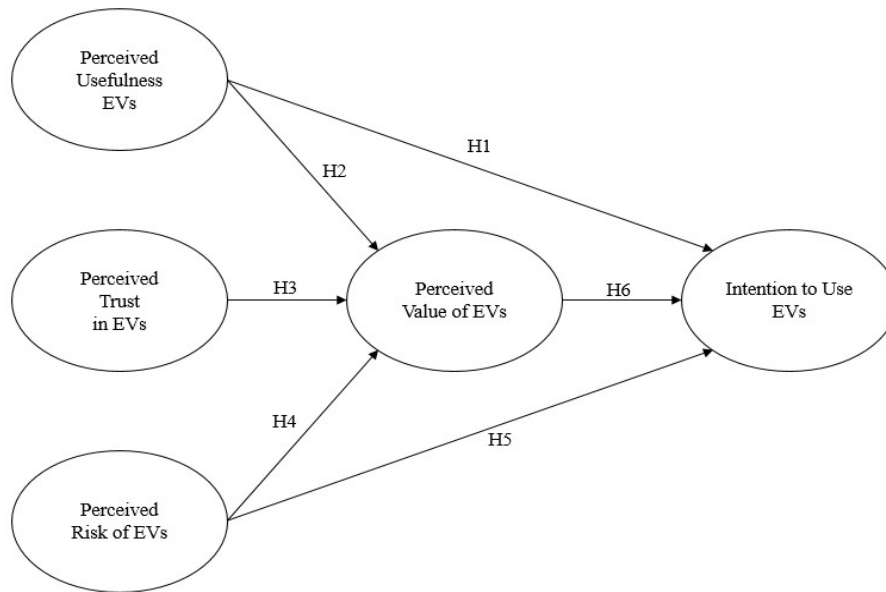 Perceived
Usefulness
EVs
H1
H2
Perceived
Trust
in EVs
H3
Perceived
Value of EVs
H6
Intention to Use
EVs
H4
H5
Perceived
Risk of EVs